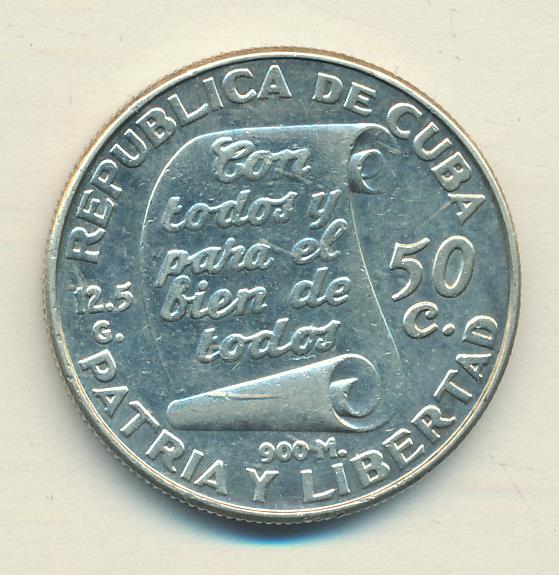 REPUBLICA DE CUBA
Con
todos y
para el
bien de
todos
50
C.
12.5
G.
900 M.
PATRIA Y LIBERTAD